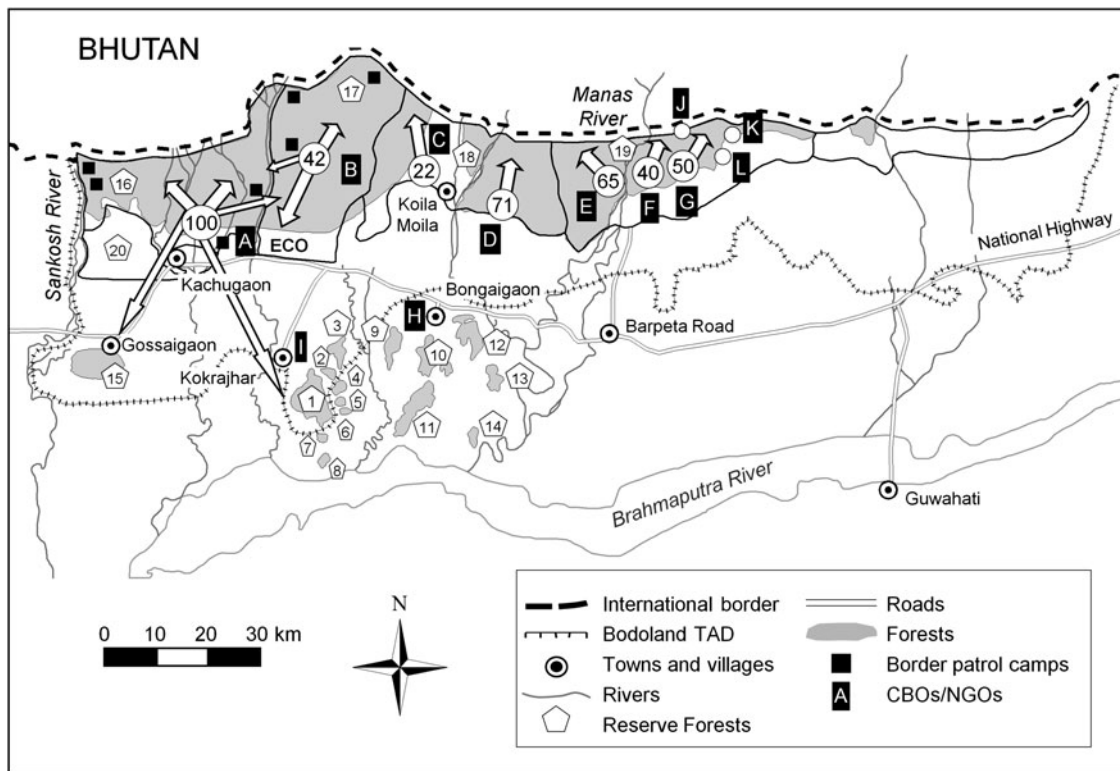 BHUTAN
17
Manas
River
J
K
L
42
B
C
22
18
19
16
65
40
50
Koila
Moila
71
E
F
G
D
100
20
A
ECO
Sankosh River
Kachugaon
National Highway
Bongaigaon
H
Barpeta Road
Gossaigaon
I
3
9
2
10
12
Kokrajhar
15
4
13
1
5
11
14
6
7
8
Brahmaputra River
Guwahati
N
0 10 20 30 km
International border
Bodoland TAD
Towns and villages
Rivers
Reserve Forests
Roads
Forests
Border patrol camps
A CBOs/NGOs